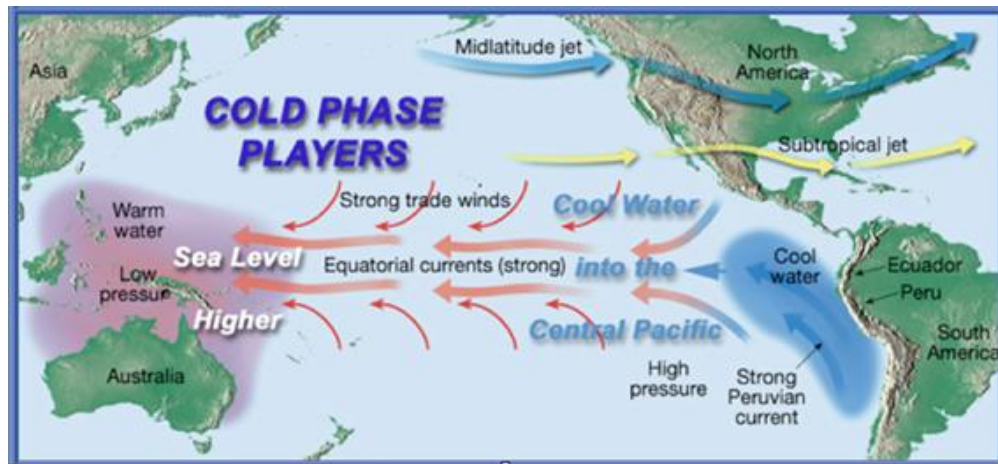 Midlatitude jet
North
America
Asia
COLD PHASE
PLAYERS
Subtropical jet
Strong trade winds
Cool Water
Warm
water
Sea Level
Equatorial currents (strong)
into the
Cool
water
Ecuador
Low
pressure
Peru
Higher
Central Pacific
South
America
Australia
High
pressure
Strong
Peruvian
current